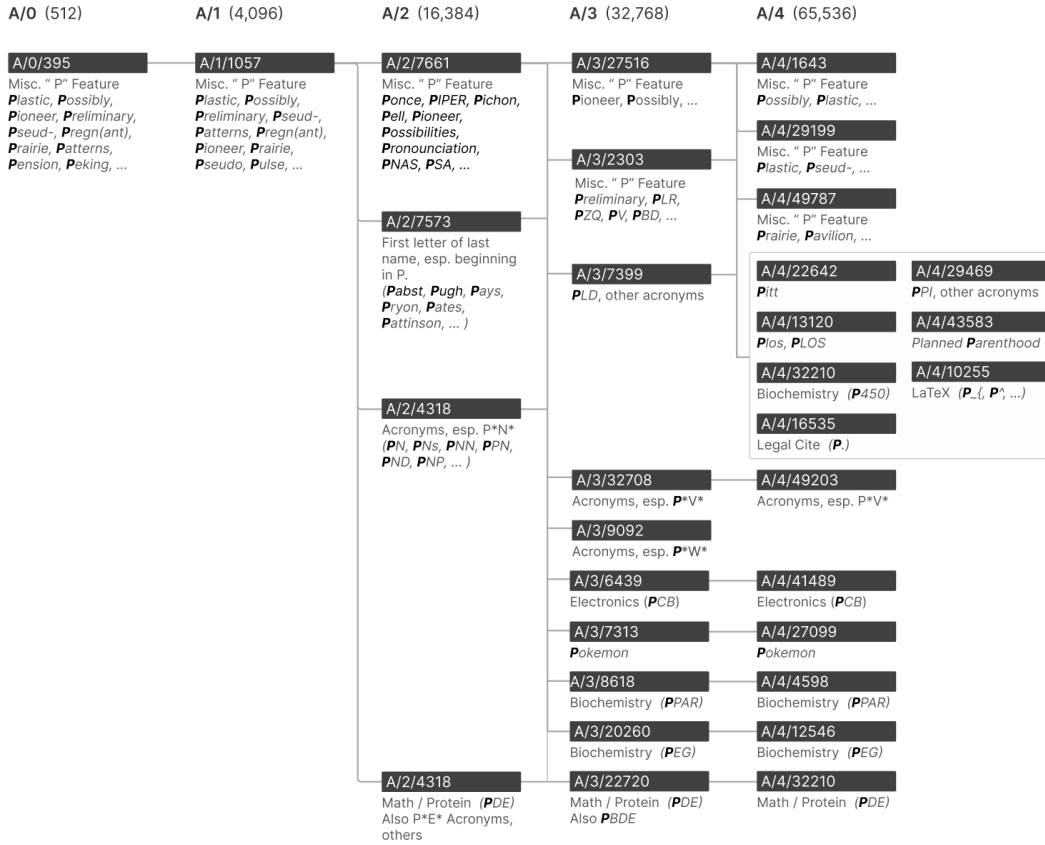 A/0 (512)
A/1 (4,096)
A/2 (16,384)
A/3 (32,768)
A/4 (65,536)
A/0/395
Misc. “ P” Feature
Plastic, Possibly,
Pioneer, Preliminary,
Pseud-, Pregn(ant),
Prairie, Patterns,
Pension, Peking, ...
A/1/1057
Misc. “ P” Feature
Plastic, Possibly,
Preliminary, Pseud-,
Patterns, Pregn(ant),
Pioneer, Prairie,
Pseudo, Pulse, ...
A/2/7661
Misc. “ P” Feature
Ponce, PIPER, Pichon,
Pell, Pioneer,
Possibilities,
Pronounciation,
PNAS, PSA, ...
A/2/7573
First letter of last
name, esp. beginning
in P.
(Pabst, Pugh, Pays,
Pryon, Pates,
Pattinson, ... )
A/2/4318
Acronyms, esp. P*N*
(PN, PNs, PNN, PPN,
PND, PNP, ... )
A/2/4318
Math / Protein (PDE)
Also P*E* Acronyms,
others
A/3/27516
Misc. “ P” Feature
Pioneer, Possibly, ...
A/3/2303
Misc. “ P” Feature
Preliminary, PLR,
PZQ, PV, PBD, ...
A/3/7399
PLD, other acronyms
A/3/32708
Acronyms, esp. P*V*
A/3/9092
Acronyms, esp. P*W*
A/3/6439
Electronics (PCB)
A/3/7313
Pokemon
A/3/8618
Biochemistry (PPAR)
A/3/20260
Biochemistry (PEG)
A/3/22720
Math / Protein (PDE)
Also PBDE
A/4/1643
Misc. “ P” Feature
Possibly, Plastic, ...
A/4/29199
Misc. “ P” Feature
Plastic, Pseud-, ...
A/4/49787
Misc. “ P” Feature
Prairie, Pavilion, ...
A/4/22642
Pitt
A/4/29469
PPI, other acronyms
A/4/13120
Plos, PLOS
A/4/43583
Planned Parenthood
A/4/32210
Biochemistry (P450)
A/4/10255
LaTeX (P_{, P^, ...)
A/4/16535
Legal Cite (P.)
A/4/49203
Acronyms, esp. P*V*
A/4/41489
Electronics (PCB)
A/4/27099
Pokemon
A/4/4598
Biochemistry (PPAR)
A/4/12546
Biochemistry (PEG)
A/4/32210
Math / Protein (PDE)